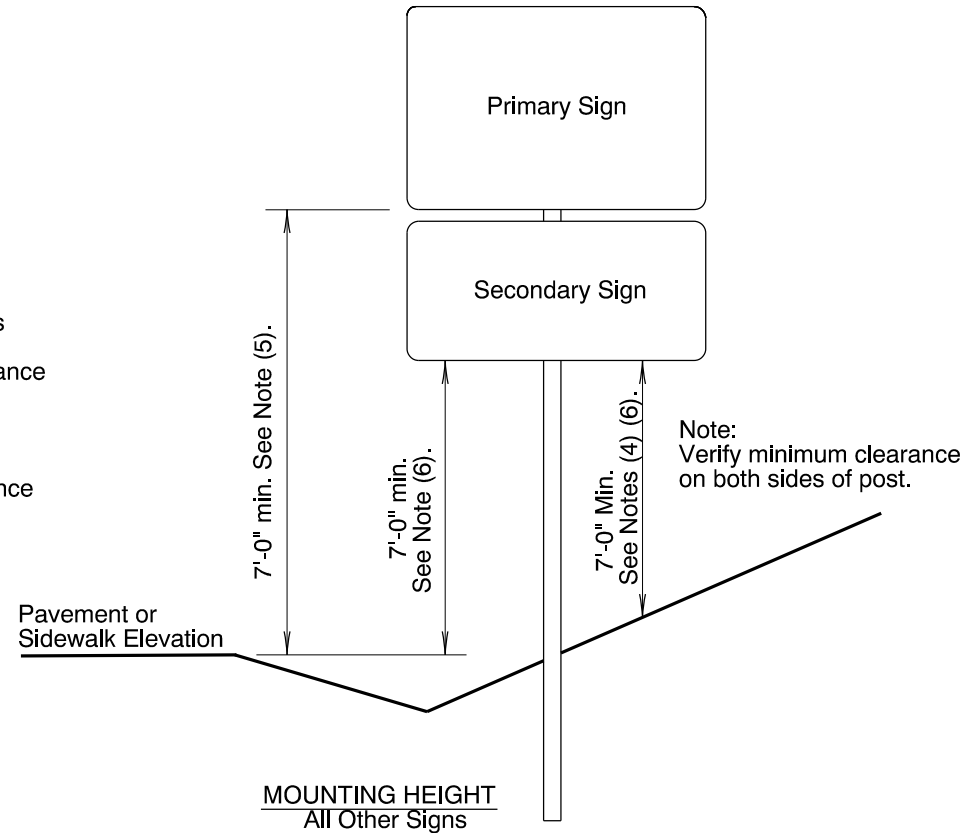 Primary Sign
Secondary Sign
s
ance
nce
7'-0" min. See Note (5).
7'-0" min.
See Note (6).
7'-0" Min.
See Notes (4) (6).
Note:
Verify minimum clearance
on both sides of post.
Pavement or
Sidewalk Elevation
MOUNTING HEIGHT
All Other Signs